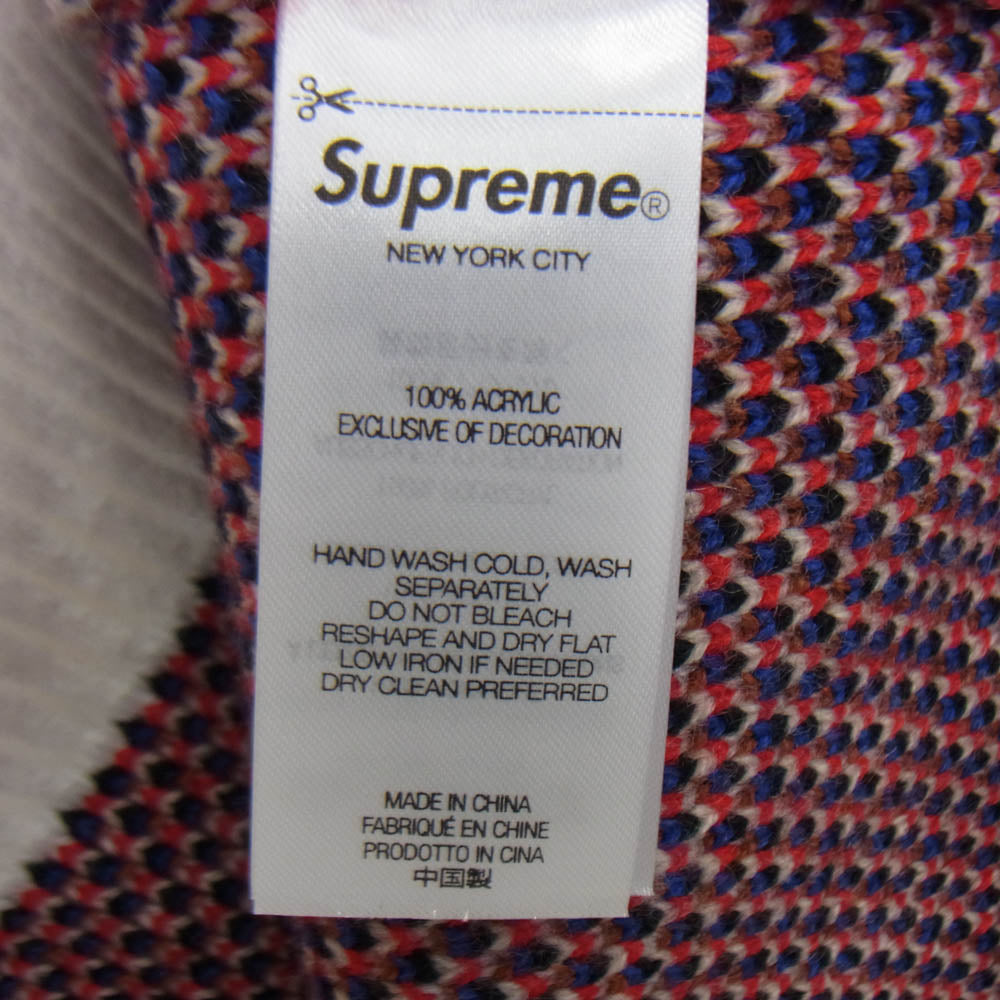 Supreme®
NEW YORK CITY
100% ACRYLIC
EXCLUSIVE OF DECORATION
HAND WASH COLD, WASH
SEPARATELY
DO NOT BLEACH
RESHAPE AND DRY FLAT
LOW IRON IF NEEDED
DRY CLEAN PREFERRED
MADE IN CHINA
FABRIQUÉ EN CHINE
PRODOTTO IN CINA
中国製